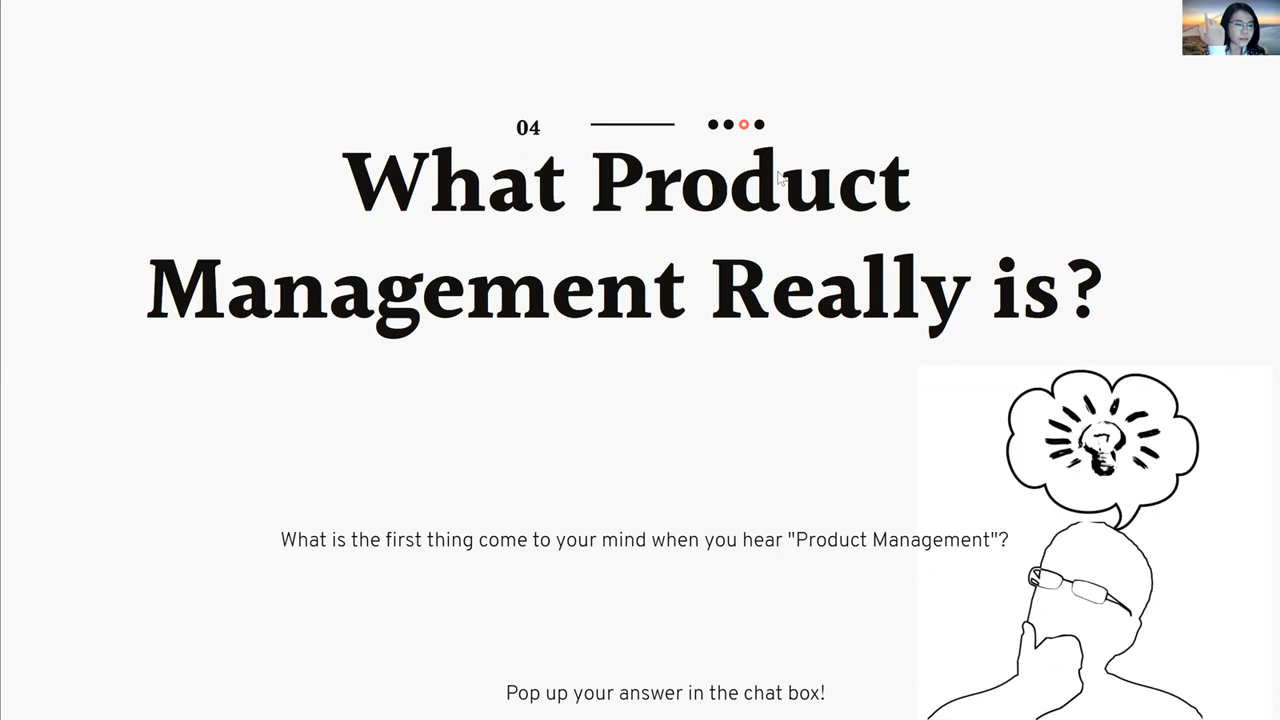 04
What Product
Management Really is?
What is the first thing come to your mind when you hear "Product Management"?
Pop up your answer in the chat box!